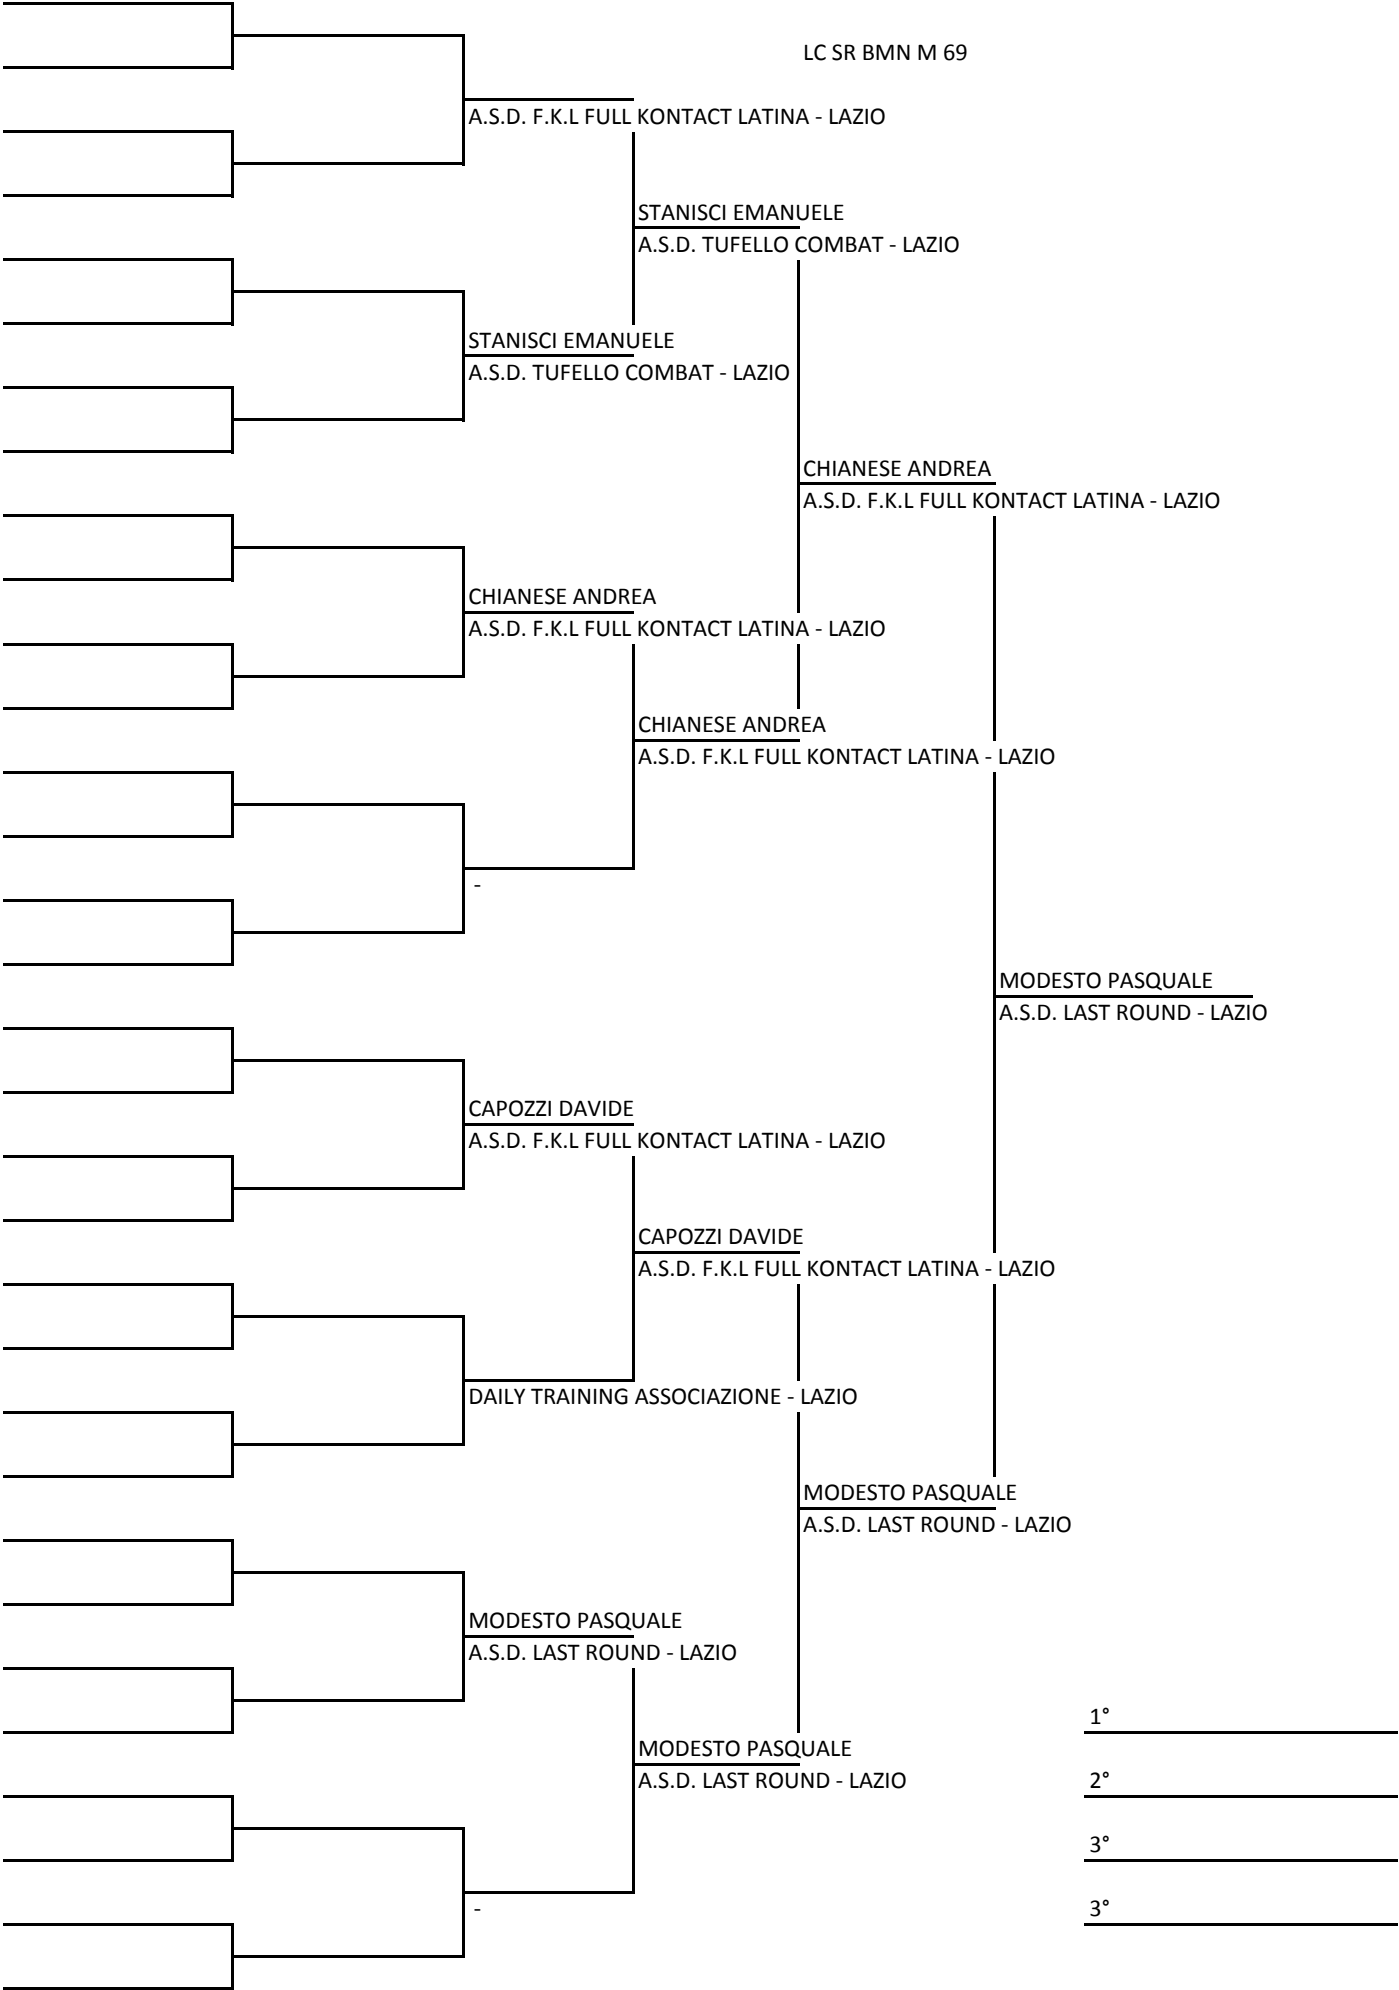 LC SR BMN M 69
A.S.D. F.K.L FULL KONTACT LATINA - LAZIO
STANISCI EMANUELE
A.S.D. TUFELLO COMBAT - LAZIO
STANISCI EMANUELE
A.S.D. TUFELLO COMBAT - LAZIO
CHIANESE ANDREA
A.S.D. F.K.L FULL KONTACT LATINA - LAZIO
CHIANESE ANDREA
A.S.D. F.K.L FULL KONTACT LATINA - LAZIO
CHIANESE ANDREA
A.S.D. F.K.L FULL KONTACT LATINA - LAZIO
-
MODESTO PASQUALE
A.S.D. LAST ROUND - LAZIO
CAPOZZI DAVIDE
A.S.D. F.K.L FULL KONTACT LATINA - LAZIO
CAPOZZI DAVIDE
A.S.D. F.K.L FULL KONTACT LATINA - LAZIO
DAILY TRAINING ASSOCIAZIONE - LAZIO
MODESTO PASQUALE
A.S.D. LAST ROUND - LAZIO
MODESTO PASQUALE
A.S.D. LAST ROUND - LAZIO
1°
MODESTO PASQUALE
A.S.D. LAST ROUND - LAZIO
2°
3°
-
3°